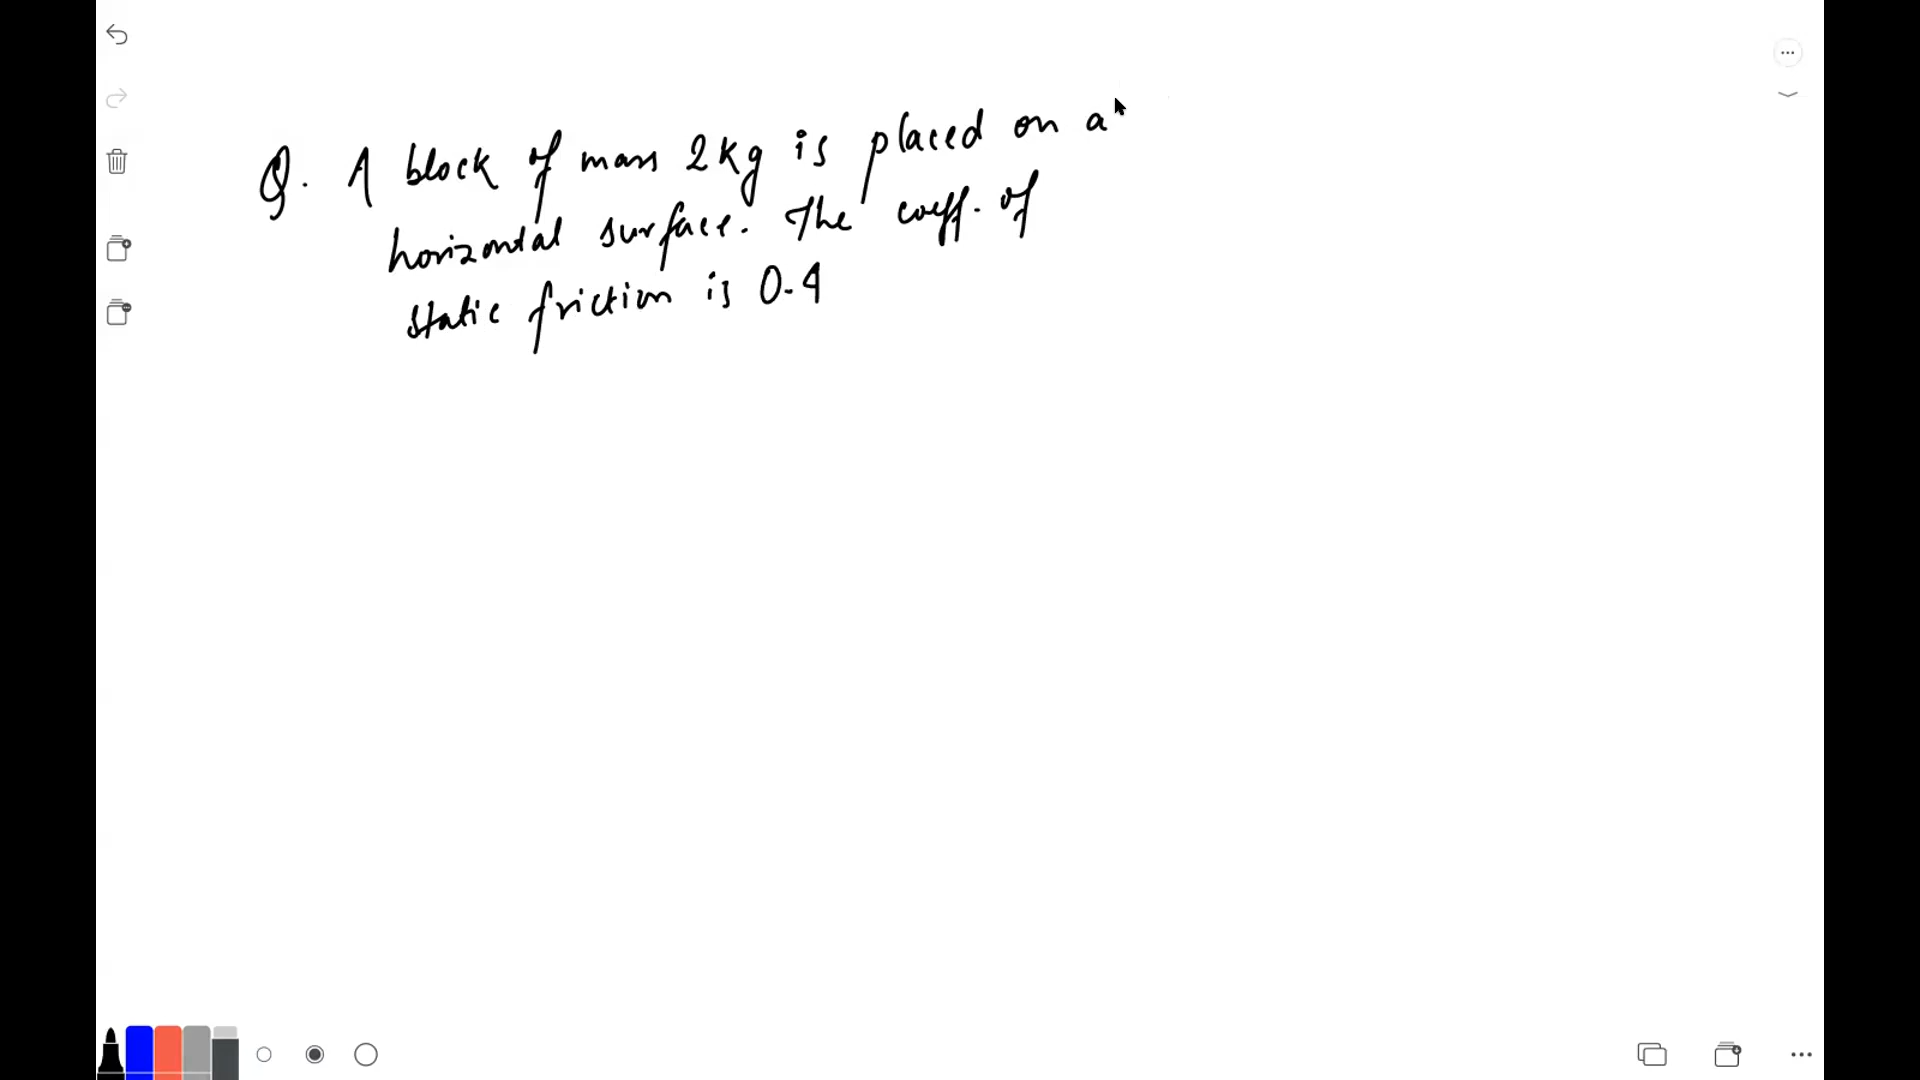 Q. A block of mass 2kg is placed on a
horizontal surface. The coeff. of
static friction is 0.4